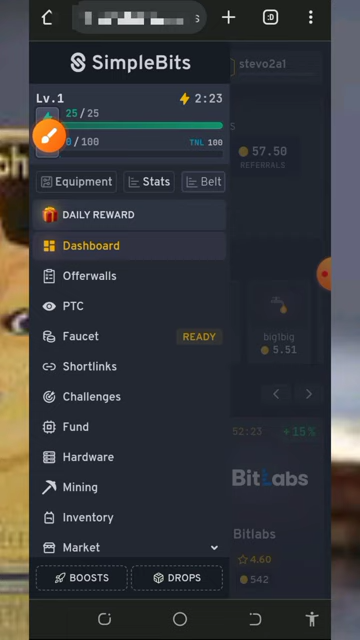 s
SimpleBits
stevo2a1
Lv.1
2:23
25/25
0/100
TNL 100
57.50
REFERRALS
Equipment
Stats
Belt
DAILY REWARD
Dashboard
Offerwalls
PTC
big1big
Faucet
READY
5.51
Shortlinks
Challenges
Fund
52:23
+15%
Hardware
BitLabs
Mining
Inventory
Bitlabs
Market
4.60
BOOSTS
DROPS
542